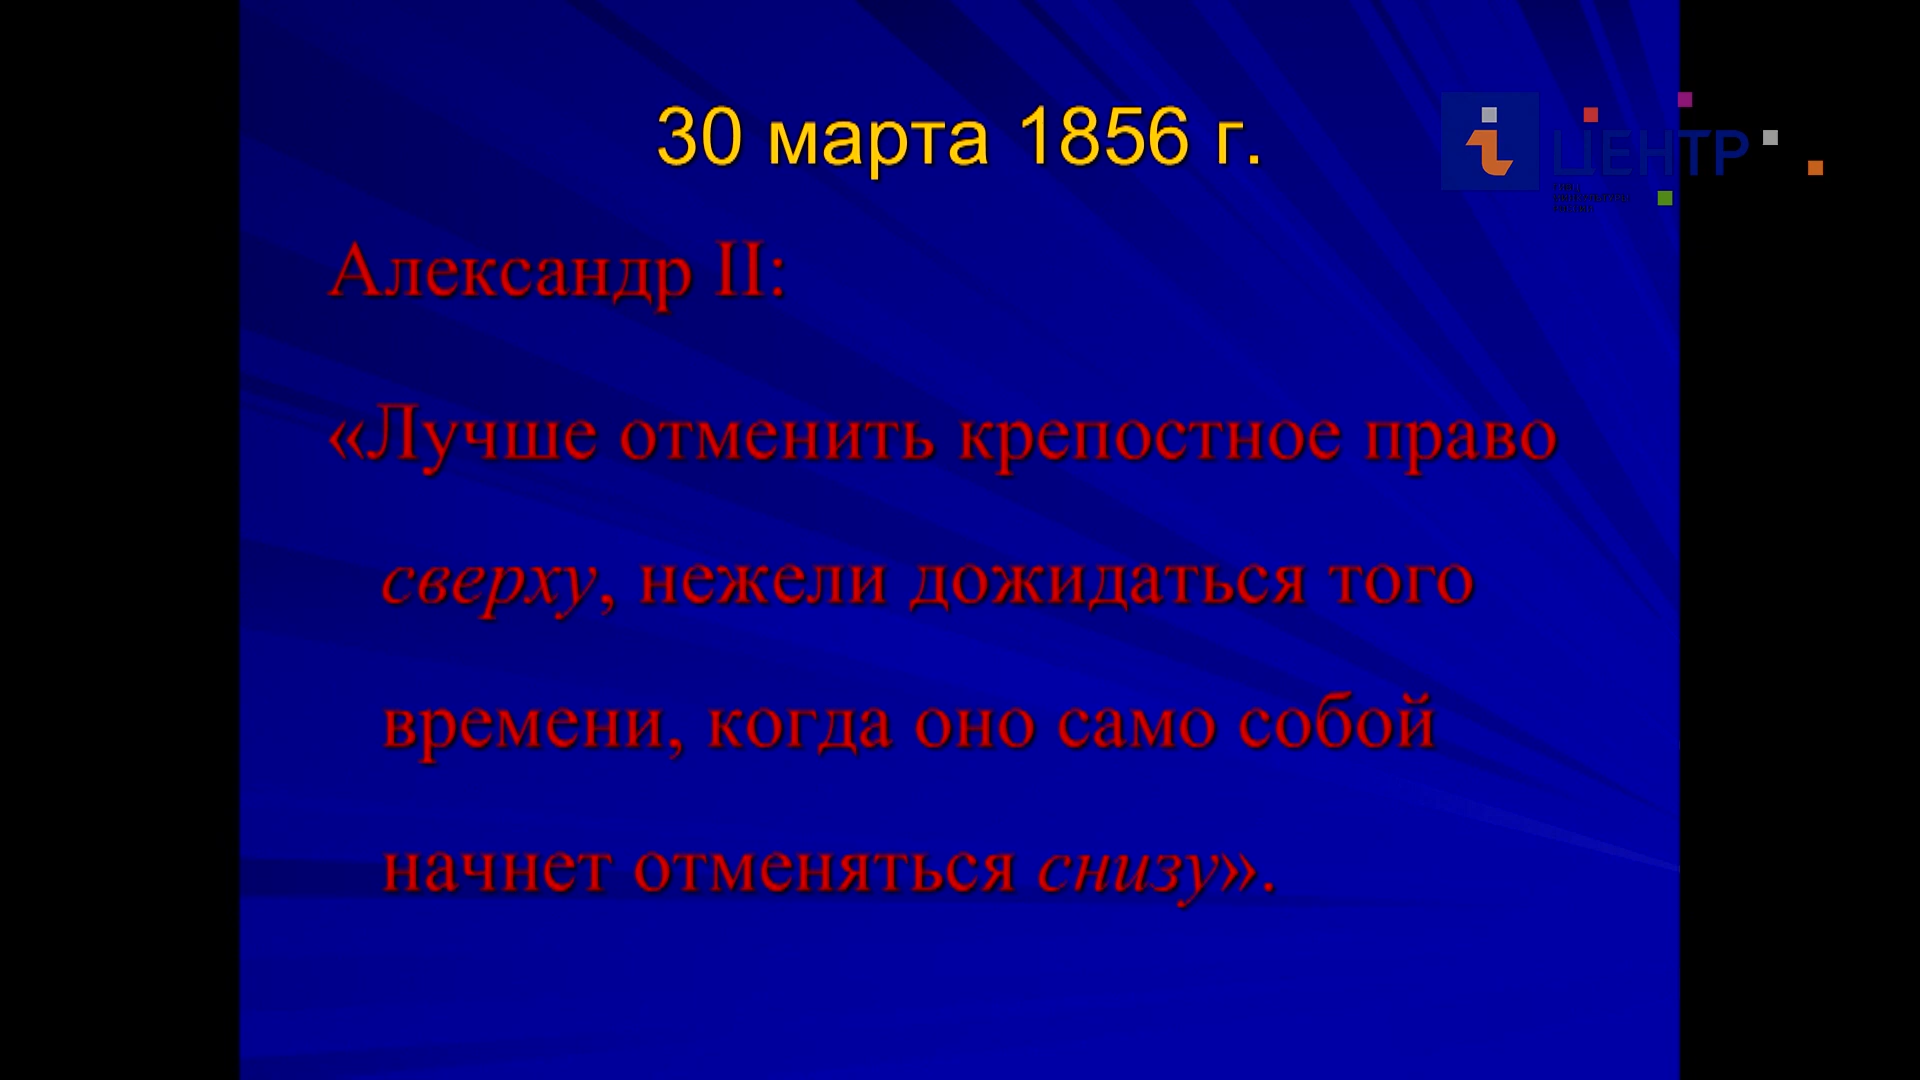 30 марта 1856 г.
ЦЕНТР
Александр II:
«Лучше отменить крепостное право
сверху, нежели дожидаться того
времени, когда оно само собой
начнет отменяться снизу».